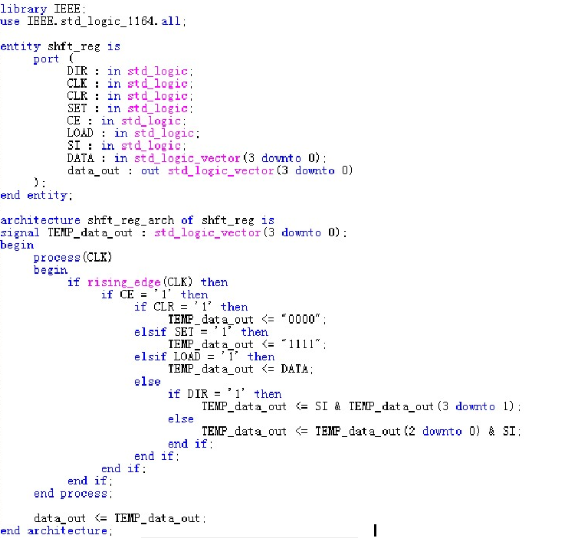 library IEEE;
use IEEE.std_logic_1164.all;
entity shft_reg is
port (
DIR : in std_logic;
CLK : in std_logic;
CLR : in std_logic;
SET : in std_logic;
CE : in std_logic;
LOAD : in std_logic;
SI : in std_logic;
DATA : in std_logic_vector(3 downto 0);
data_out : out std_logic_vector(3 downto 0)
);
end entity;
architecture shft_reg_arch of shft_reg is
signal TEMP_data_out : std_logic_vector(3 downto 0);
begin
process(CLK)
begin
if rising_edge(CLK) then
if CE = '1' then
if CLR = '1' then
TEMP_data_out <= "0000";
elsif SET = '1' then
TEMP_data_out <= "1111";
elsif LOAD = '1' then
TEMP_data_out <= DATA;
else
if DIR = '1' then
TEMP_data_out <= SI & TEMP_data_out(3 downto 1);
else
TEMP_data_out <= TEMP_data_out(2 downto 0) & SI;
end if;
end if;
end if;
end if;
end process;
data_out <= TEMP_data_out;
end architecture;